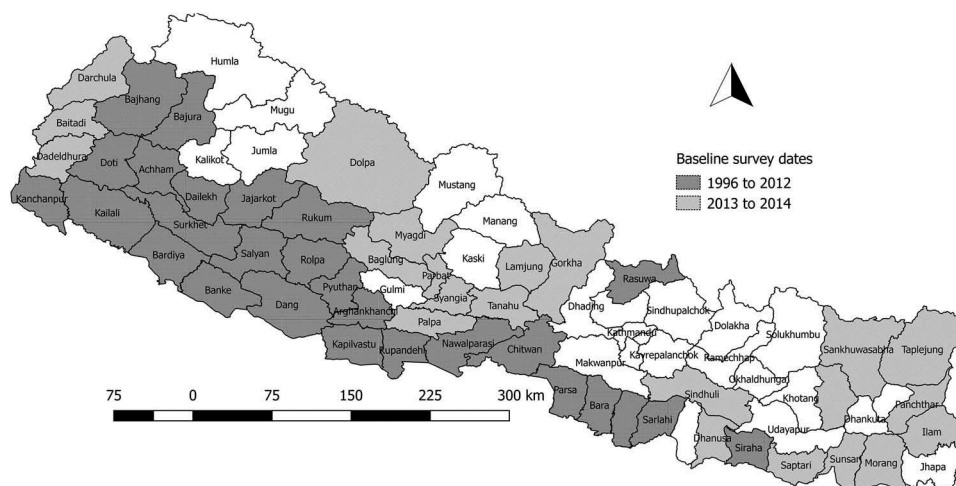 Humla
Darchula
Bajhang
Bajura
Mugu
Baitadi
Dadeldhura
Doti
Achham
Kalikot
Jumla
Dolpa
Mustang
Kanchanpur
Kailali
Dailekh
Jajarkot
Rukum
Manang
Surkhet
Myagdi
Bardiya
Salyan
Rolpa
Baglung
Parbat
Kaski
Lamjung
Gorkha
Banke
Dang
Pyuthan
Gulmi
Syangja
Tanahu
Dhading
Rasuwa
Sindhupalchok
Arghankhanchi
Palpa
Kathmandu
Dolakha
Solukhumbu
Kapilvastu
Rupandehi
Nawalparasi
Chitwan
Makwanpur
Kavrepalanchok
Ramechhap
Sankhuwasabha
Taplejung
Okhaldhunga
Parsa
Bara
Sarlahi
Sindhuli
Khotang
Dhankuta
Panchthar
Udayapur
Ilam
Dhanusa
Siraha
Saptari
Sunsari
Morang
Jhapa
Baseline survey dates
1996 to 2012
2013 to 2014
75 0 75 150 225 300 km